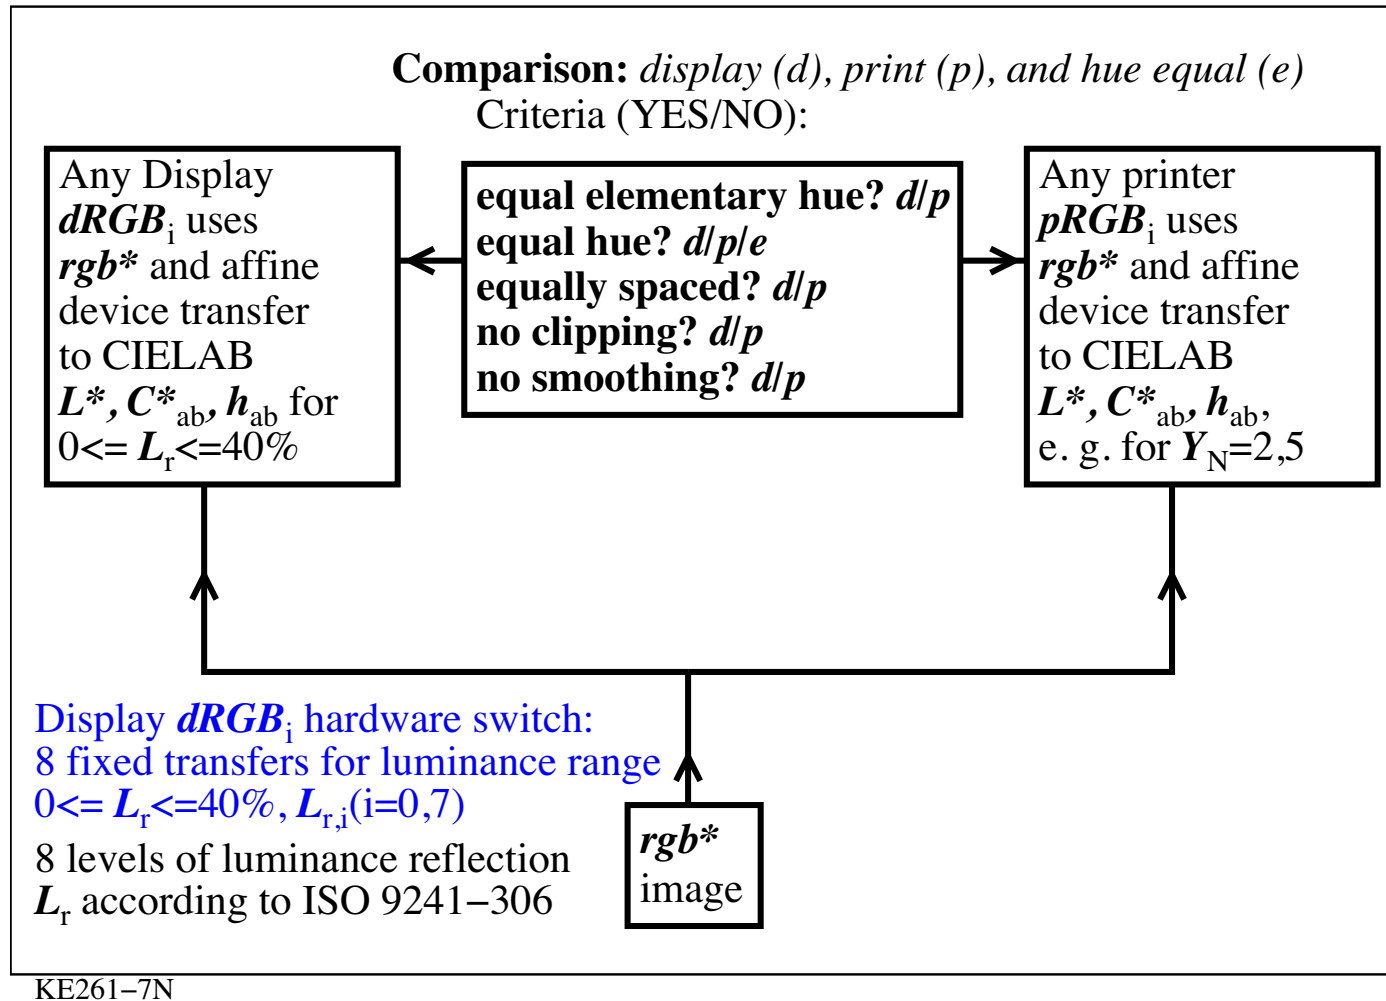 Comparison: display (d), print (p), and hue equal (e)
Criteria (YES/NO):
Any Display
dRGBi uses
rgb* and affine
device transfer
to CIELAB
L*, C*ab, hab for
0<= Lr<=40%
equal elementary hue? d/p
equal hue? d/p/e
equally spaced? d/p
no clipping? d/p
no smoothing? d/p
Any printer
pRGBi uses
rgb* and affine
device transfer
to CIELAB
L*, C*ab, hab,
e. g. for YN=2,5
Display dRGBi hardware switch:
8 fixed transfers for luminance range
0<= Lr<=40%, Lr,i(i=0,7)
8 levels of luminance reflection
Lr according to ISO 9241−306
rgb*
image
KE261−7N